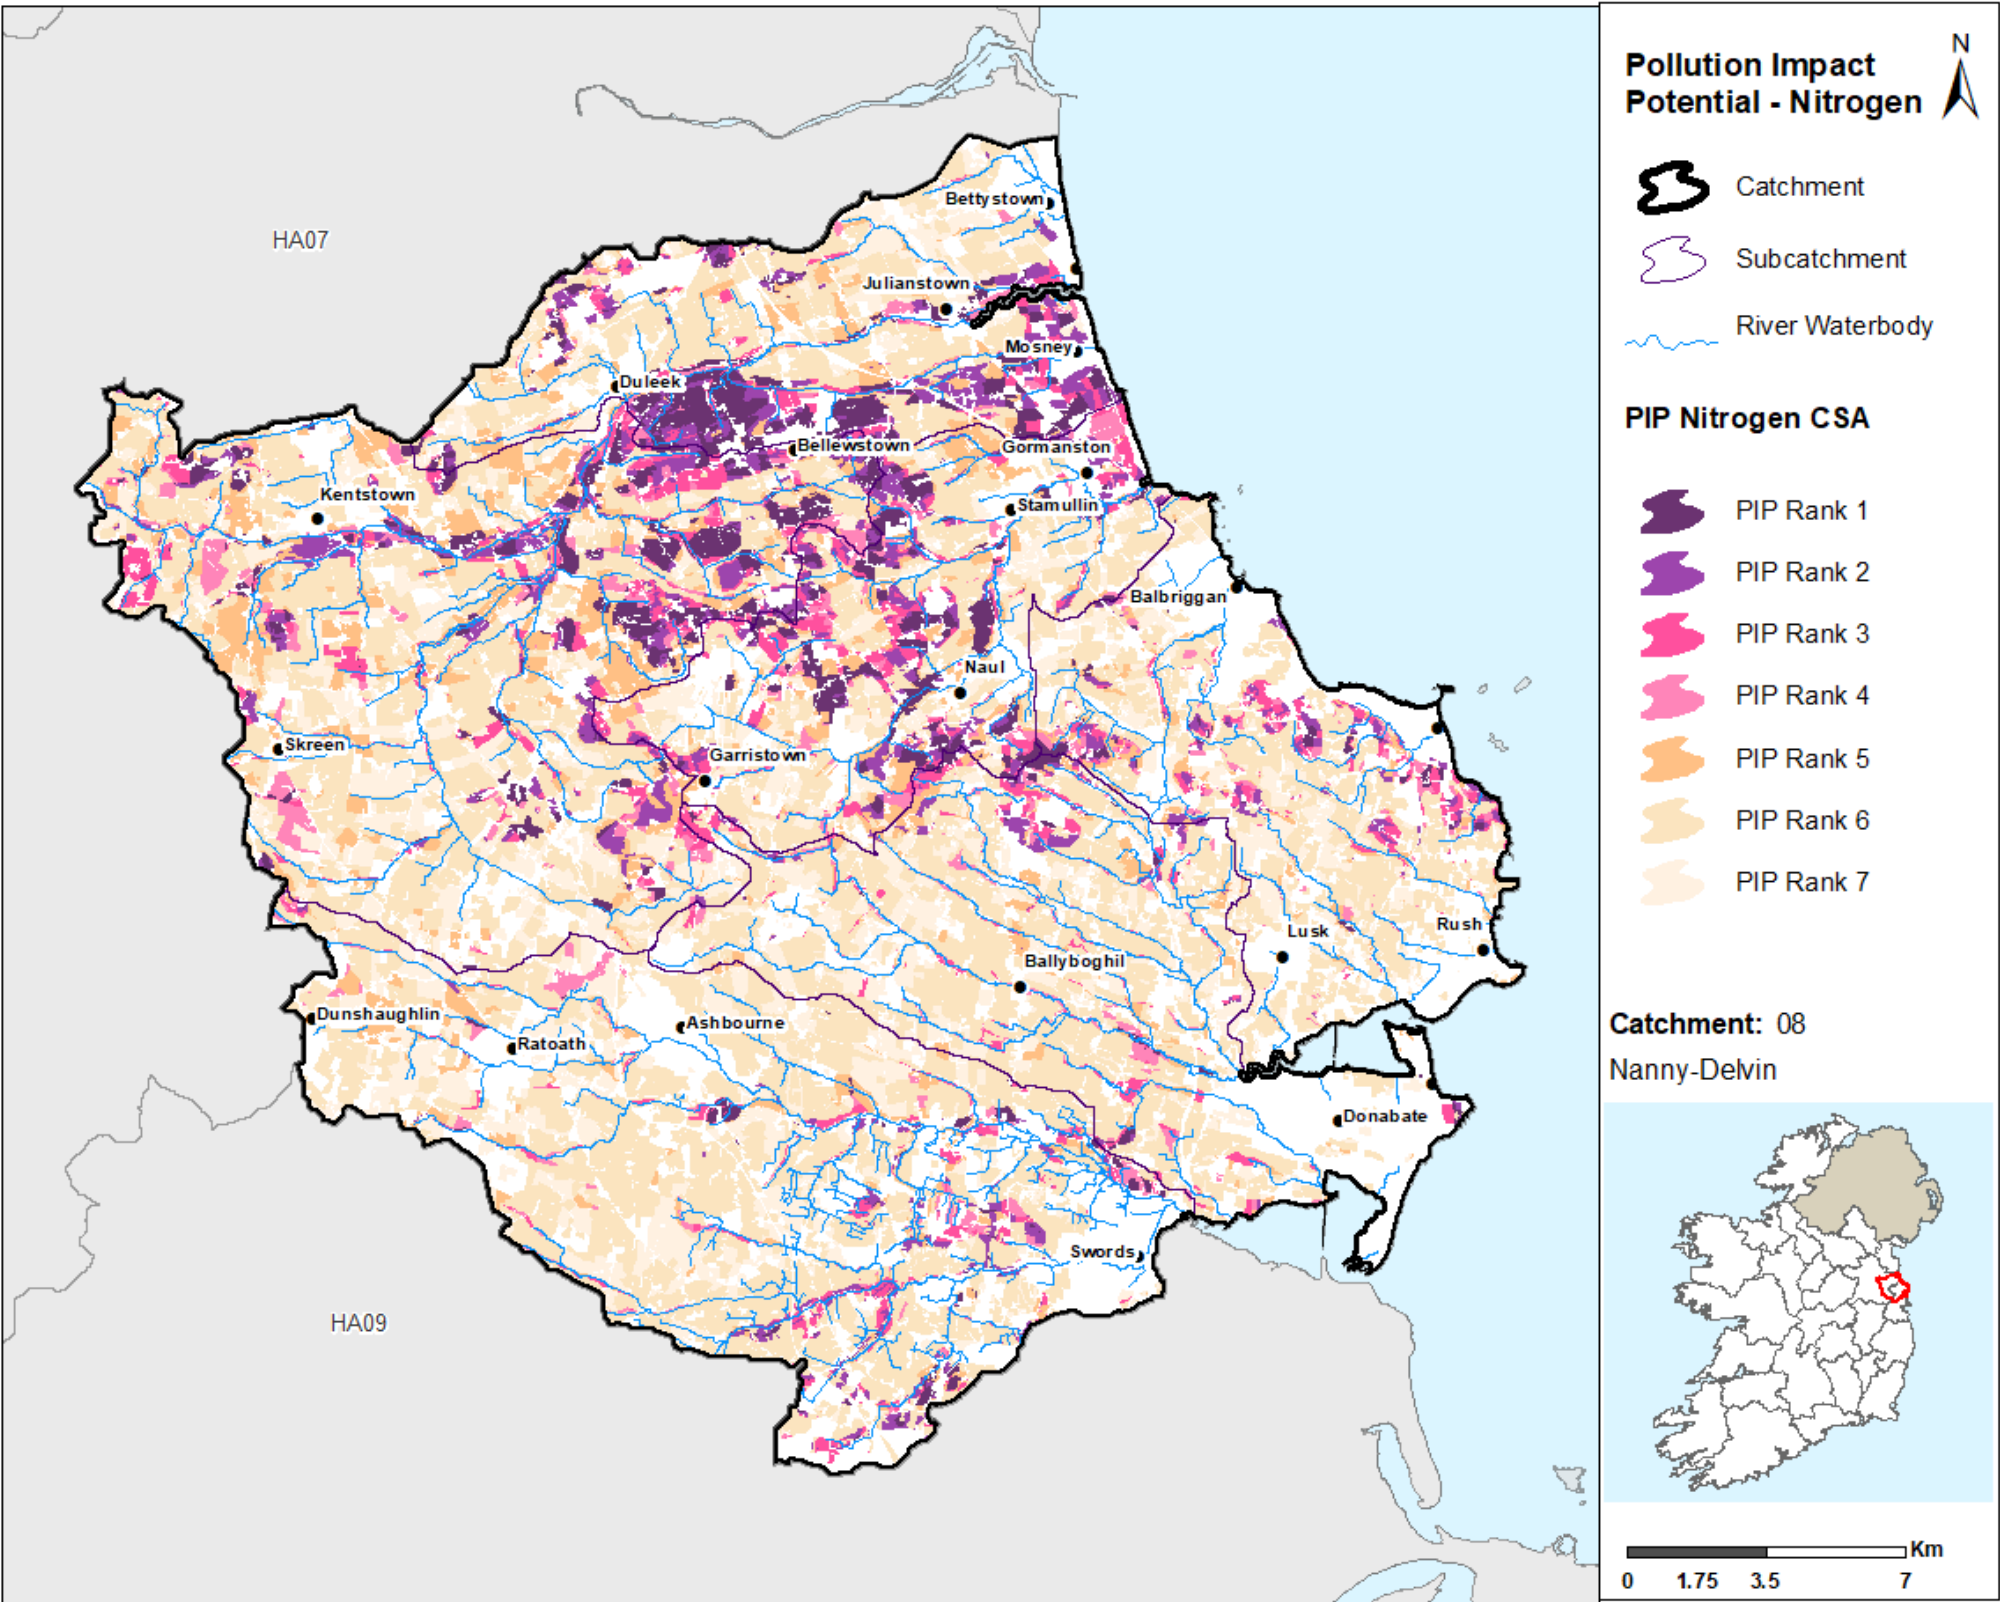 HA07
Bettystown
Julianstown
Mosney
Duleek
Bellewstown
Gormanston
Kentstown
Stamullin
Balbriggan
Naul
Skreen
Garristown
Lusk
Rush
Ballyboghil
Dunshaughlin
Ashbourne
Ratoath
Donabate
Swords
HA09
N
Pollution Impact
Potential - Nitrogen
Catchment
Subcatchment
River Waterbody
PIP Nitrogen CSA
PIP Rank 1
PIP Rank 2
PIP Rank 3
PIP Rank 4
PIP Rank 5
PIP Rank 6
PIP Rank 7
Catchment: 08
Nanny-Delvin
Km
0 1.75 3.5 7